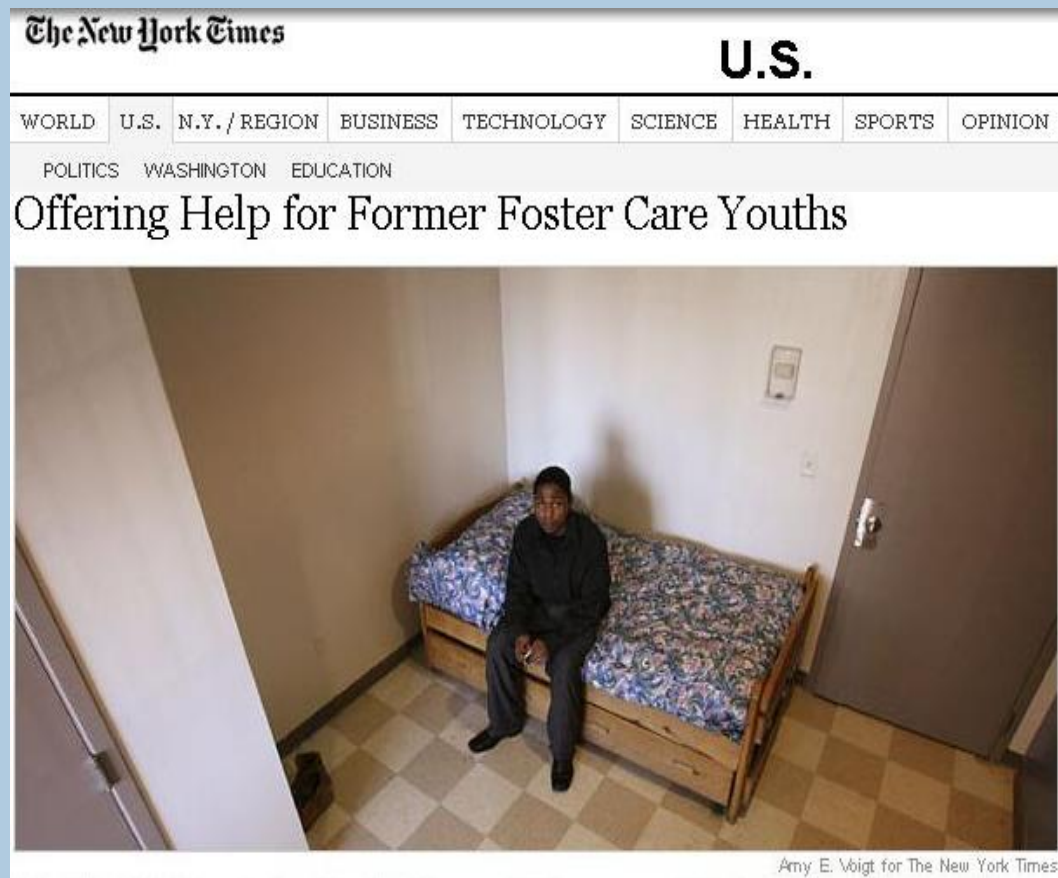 The New York Times
U.S.
WORLD U.S. N.Y. / REGION BUSINESS TECHNOLOGY SCIENCE HEALTH SPORTS OPINION
POLITICS WASHINGTON EDUCATION
Offering Help for Former Foster Care Youths
Amy E. Voigt for The New York Times